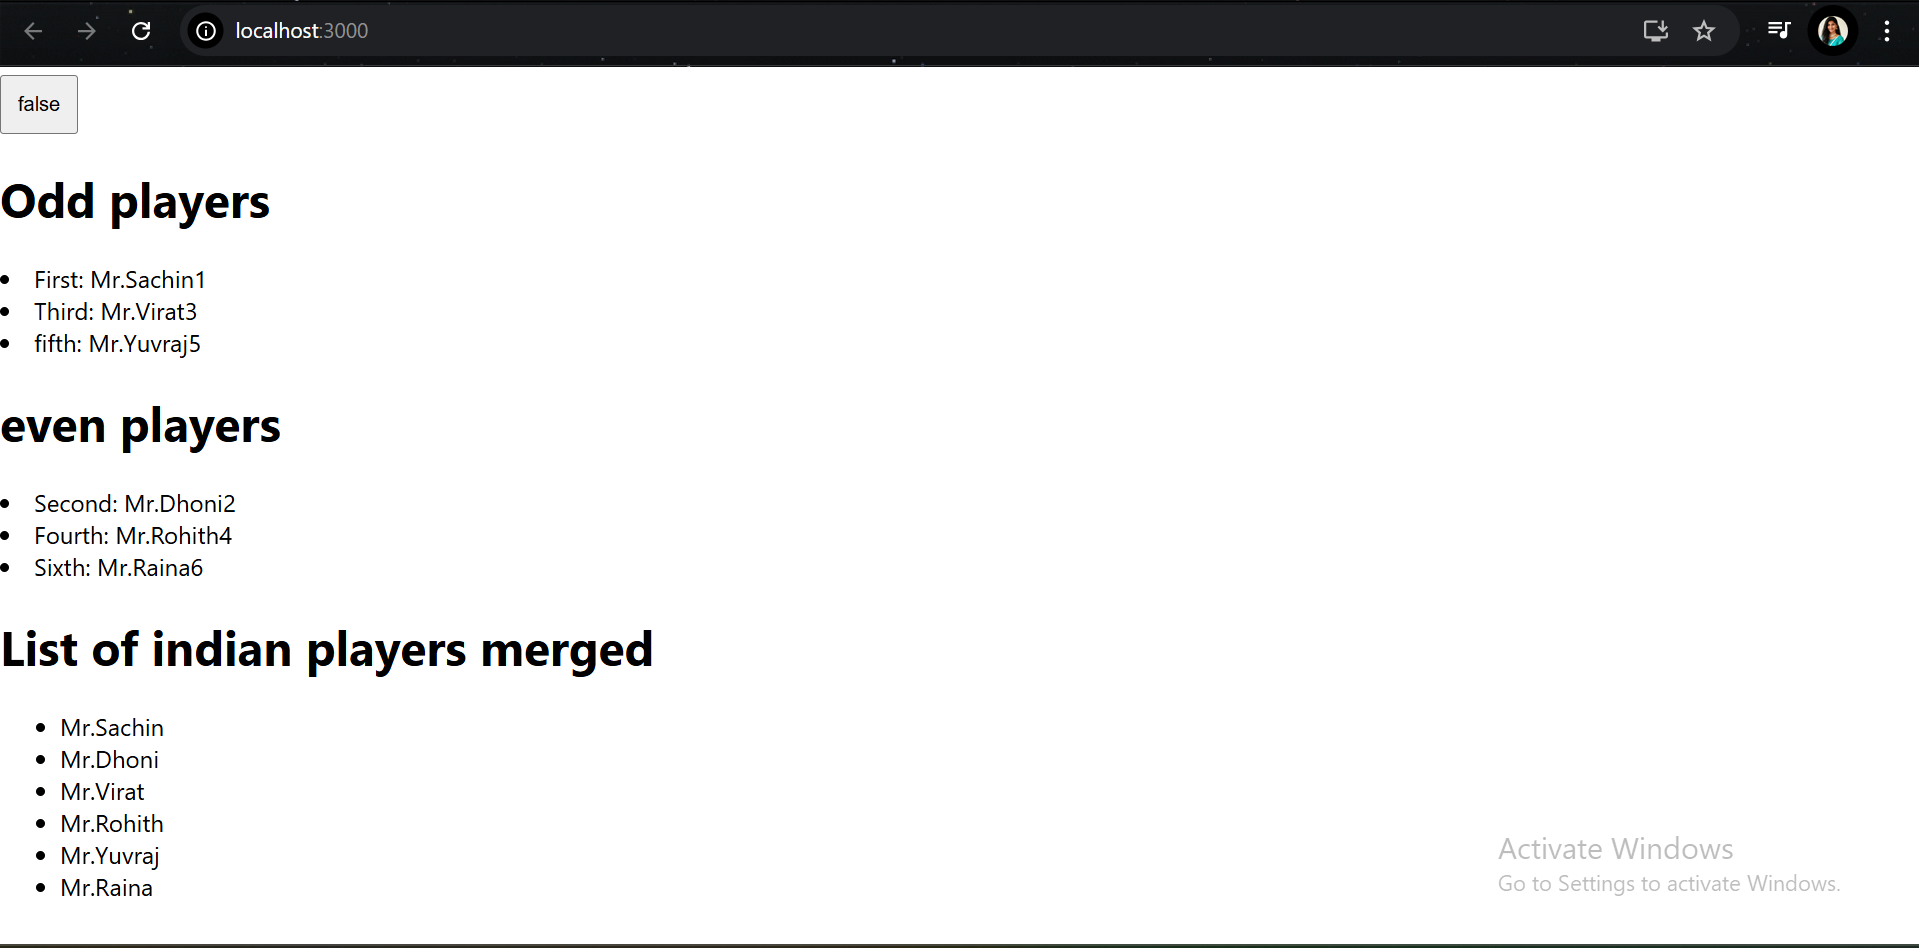 localhost:3000
false
Odd players
First: Mr.Sachin1
Third: Mr.Virat3
fifth: Mr.Yuvraj5
even players
Second: Mr.Dhoni2
Fourth: Mr.Rohith4
Sixth: Mr.Raina6
List of indian players merged
Mr.Sachin
Mr.Dhoni
Mr.Virat
Mr.Rohith
Mr.Yuvraj
Mr.Raina
Activate Windows
Go to Settings to activate Windows.